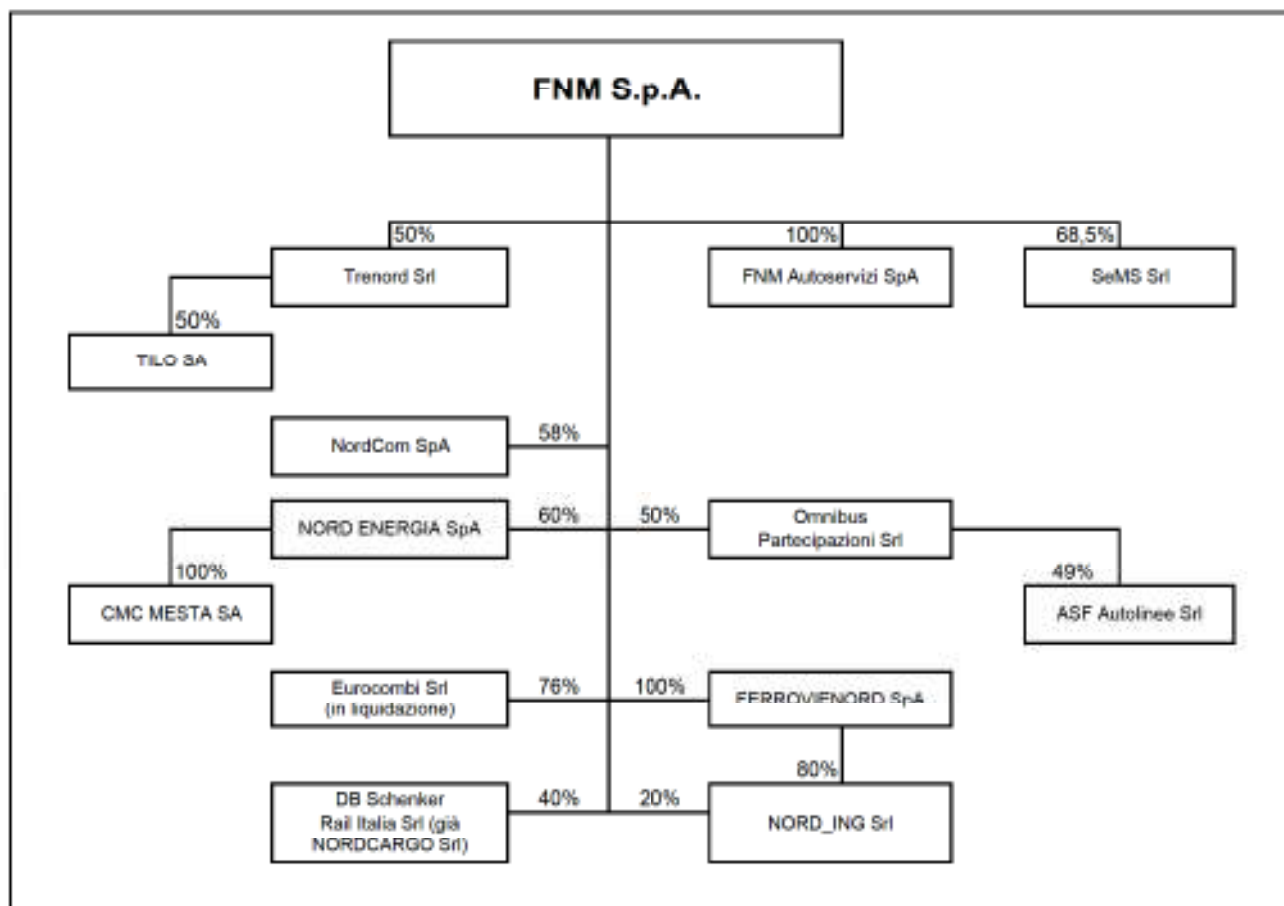 FNM S.p.A.
50%
100%
68,5%
Trenord Srl
FNM Autoservizi SpA
SeMS Srl
50%
TILO SA
NordCom SpA
58%
NORD ENERGIA SpA
60%
50%
Omnibus
Partecipazioni Srl
100%
49%
CMC MESTA SA
ASF Autolinee Srl
Eurocombi Srl
(in liquidazione)
76%
100%
FERROVIENORD SpA
80%
DB Schenker
Rail Italia Srl (già
NORDCARGO Srl)
40%
20%
NORD_ING Srl